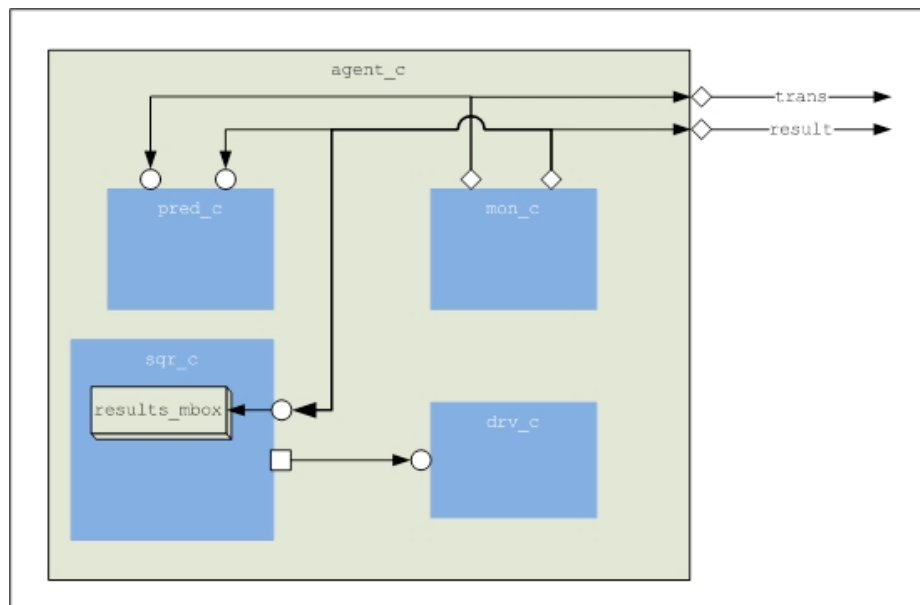 agent_c
trans
result
pred_c
mon_c
sqr_c
results_mbox
drv_c